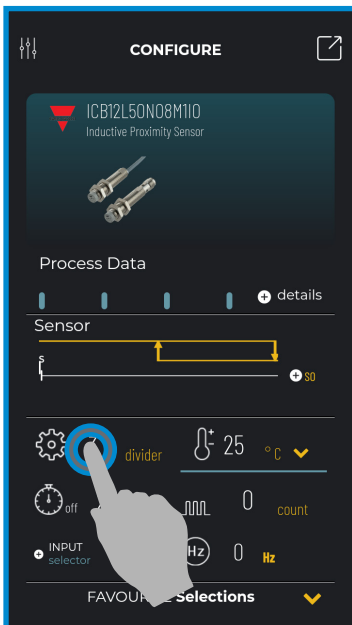 CONFIGURE
ICB12L50N08M1IO
Inductive Proximity Sensor
Process Data
details
Sensor
s
so
divider
25 °C
off
0 count
INPUT
selector
Hz 0 Hz
Selections